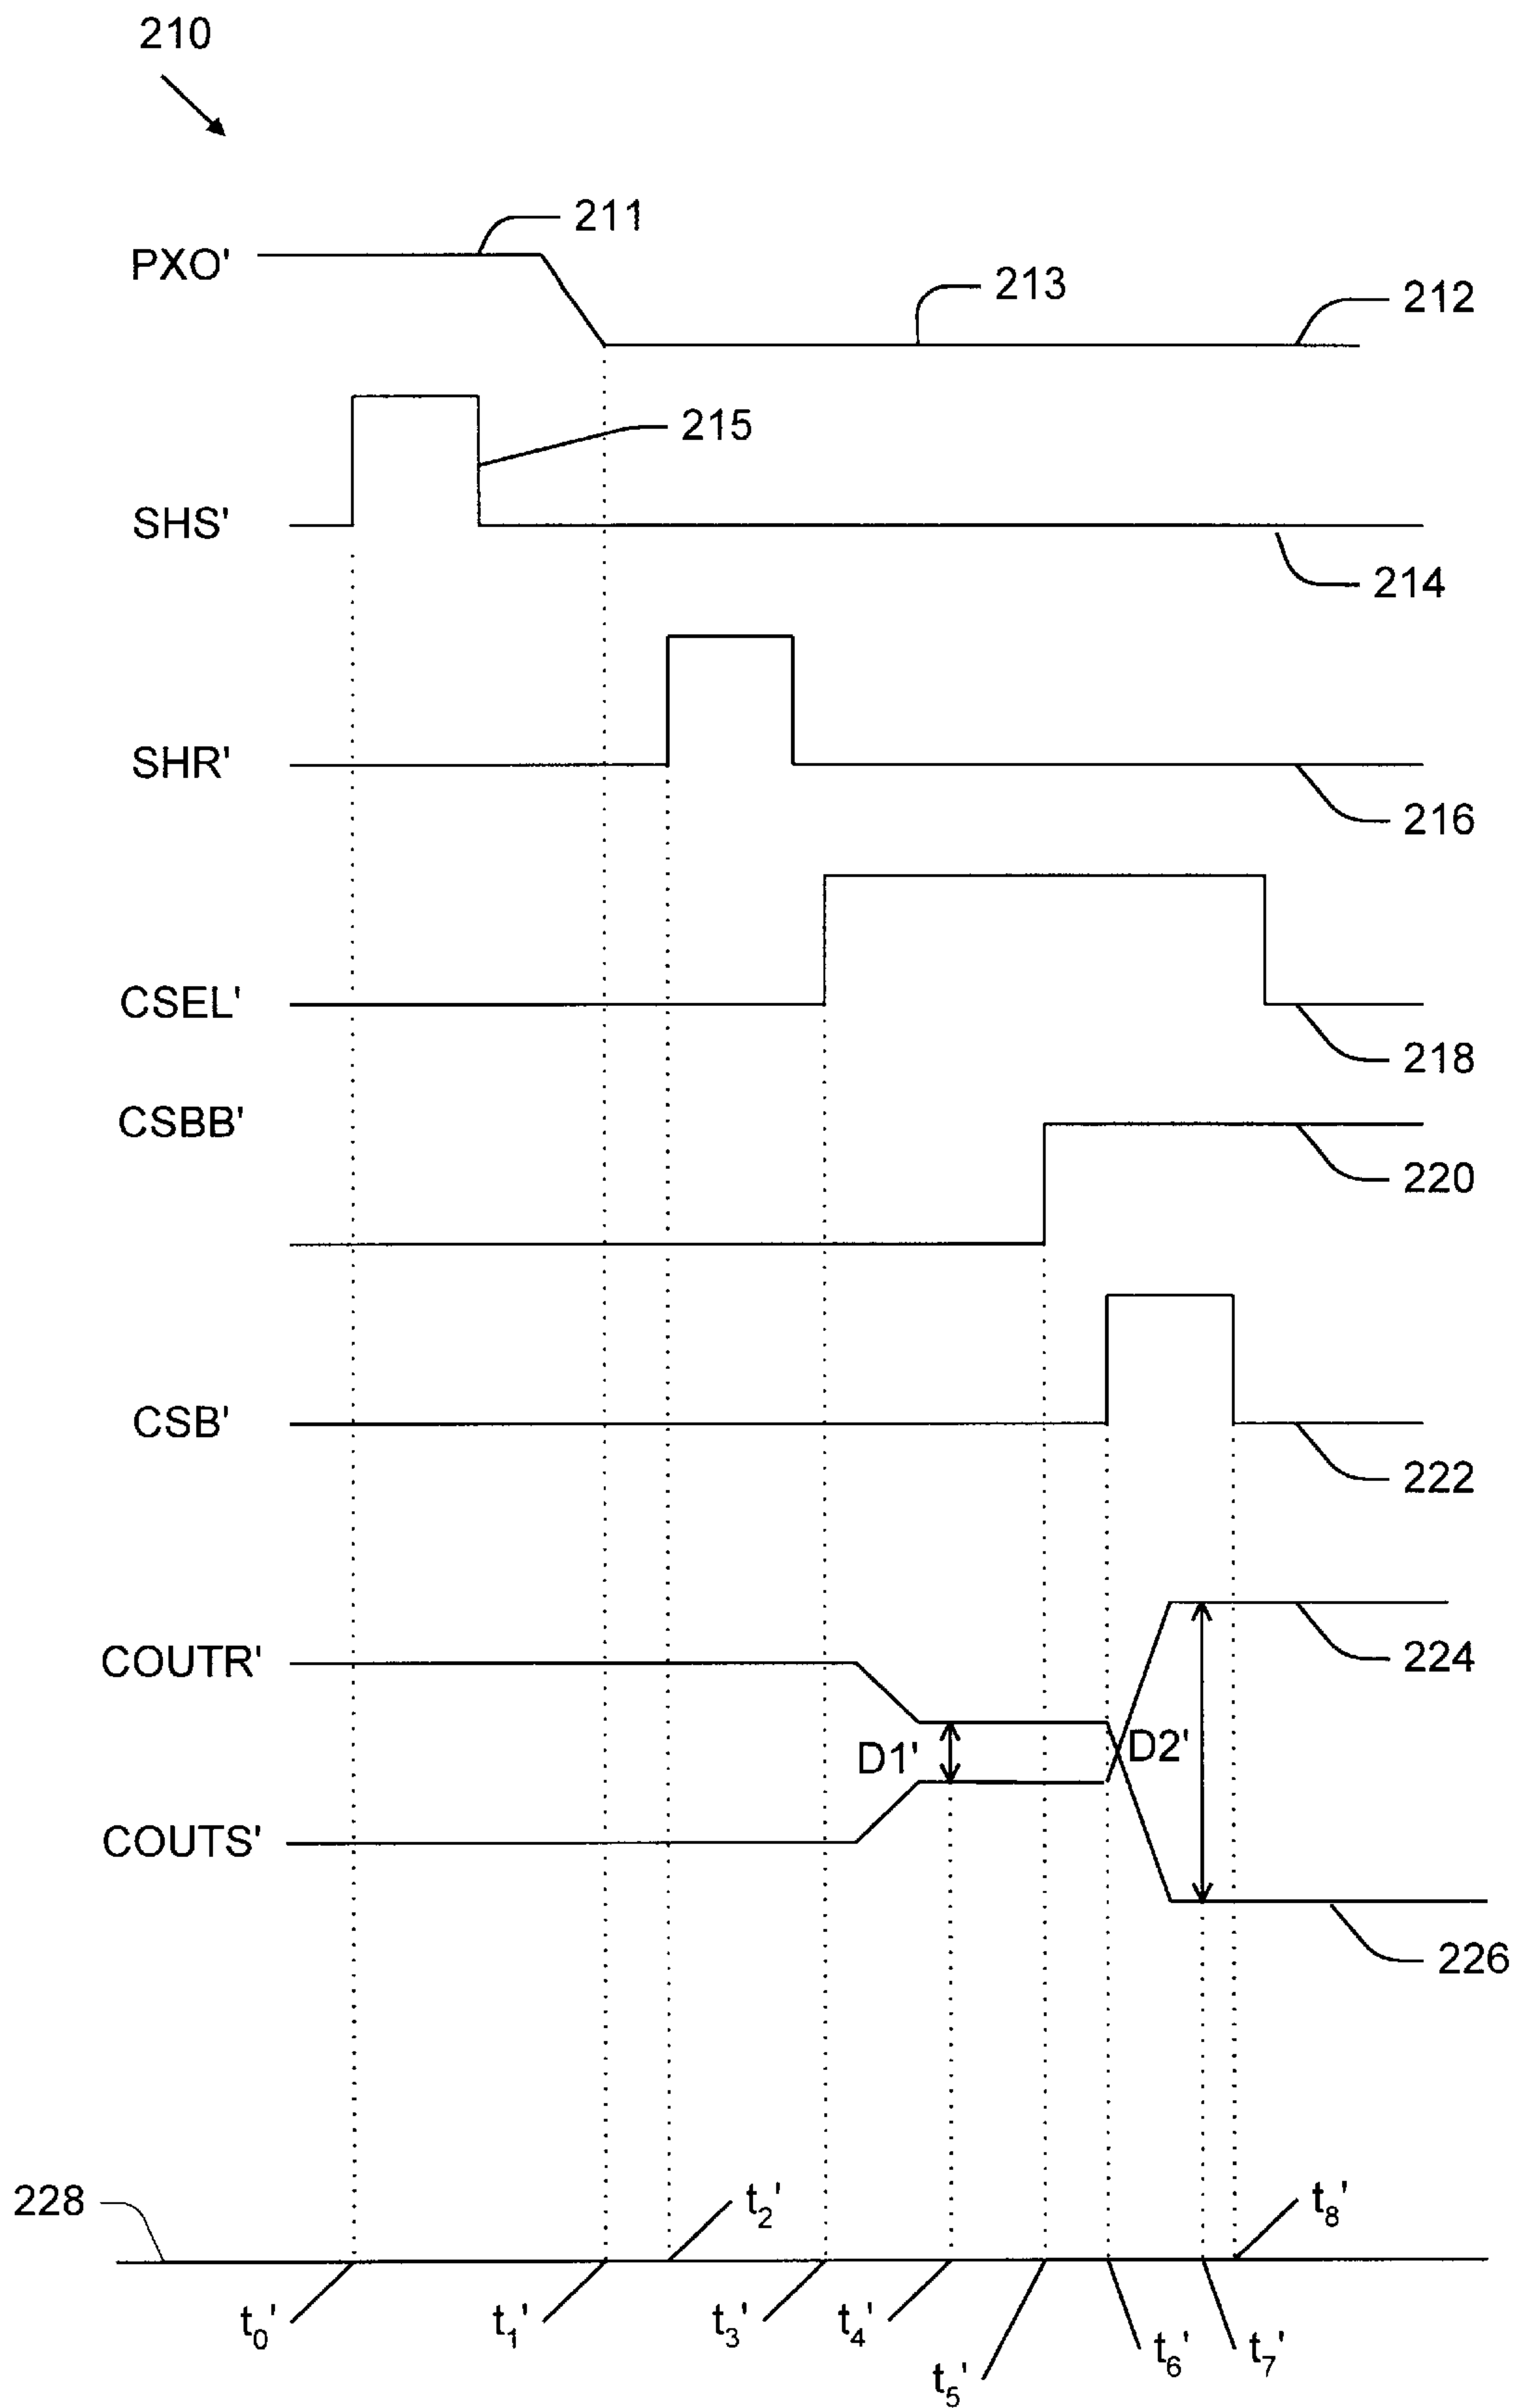 210
211
PXO'
213
212
215
SHS'
214
SHR'
216
CSEL'
218
CSBB'
220
CSB'
222
COUTR'
224
D1'
D2'
COUTS'
226
228
t2'
t8'
t0'
t1'
t3'
t4'
t5'
t6'
t7'